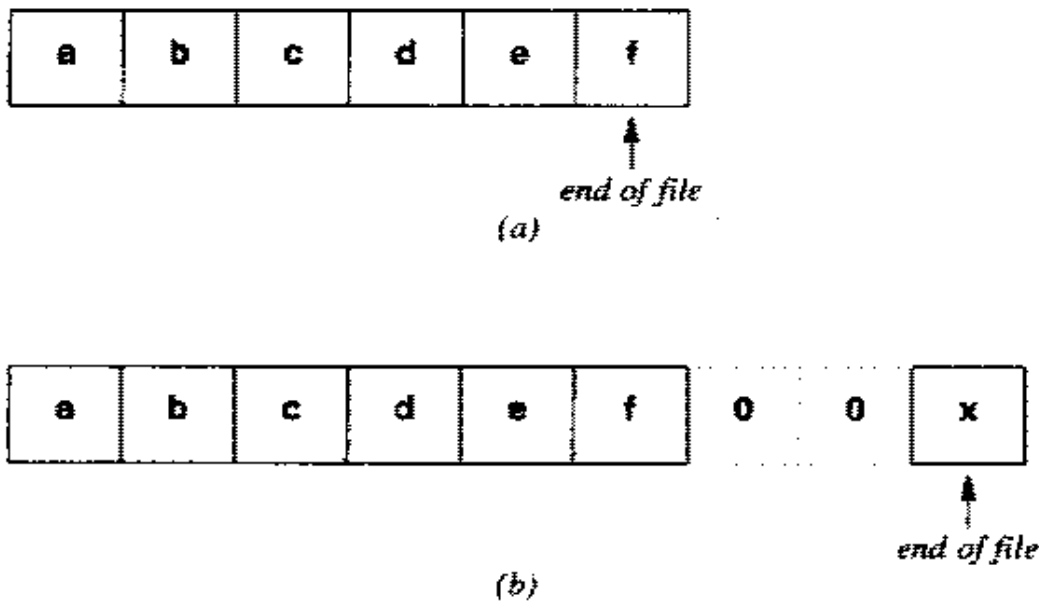 a b c d e f
end of file
(a)
a b c d e f 0 0 x
end of file
(b)